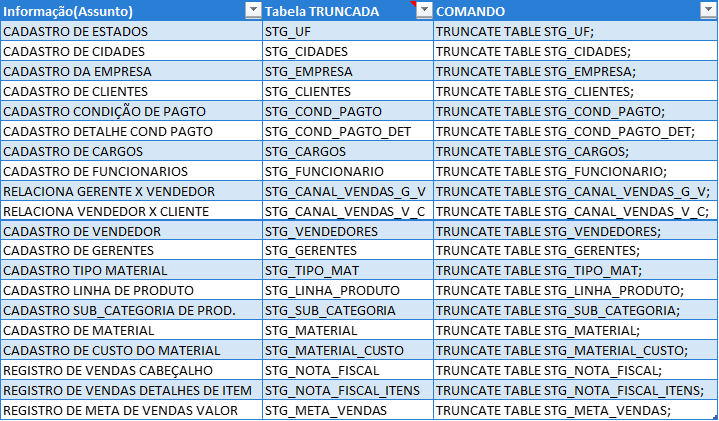 Informação(Assunto) Tabela TRUNCADA COMANDO
CADASTRO DE ESTADOS STG_UF TRUNCATE TABLE STG_UF;
CADASTRO DE CIDADES STG_CIDADES TRUNCATE TABLE STG_CIDADES;
CADASTRO DA EMPRESA STG_EMPRESA TRUNCATE TABLE STG_EMPRESA;
CADASTRO DE CLIENTES STG_CLIENTES TRUNCATE TABLE STG_CLIENTES;
CADASTRO CONDIÇÃO DE PAGTO STG_COND_PAGTO TRUNCATE TABLE STG_COND_PAGTO;
CADASTRO DETALHE COND PAGTO STG_COND_PAGTO_DET TRUNCATE TABLE STG_COND_PAGTO_DET;
CADASTRO DE CARGOS STG_CARGOS TRUNCATE TABLE STG_CARGOS;
CADASTRO DE FUNCIONARIOS STG_FUNCIONARIO TRUNCATE TABLE STG_FUNCIONARIO;
RELACIONA GERENTE X VENDEDOR STG_CANAL_VENDAS_G_V TRUNCATE TABLE STG_CANAL_VENDAS_G_V;
RELACIONA VENDEDOR X CLIENTE STG_CANAL_VENDAS_V_C TRUNCATE TABLE STG_CANAL_VENDAS_V_C;
CADASTRO DE VENDEDOR STG_VENDEDORES TRUNCATE TABLE STG_VENDEDORES;
CADASTRO DE GERENTES STG_GERENTES TRUNCATE TABLE STG_GERENTES;
CADASTRO TIPO MATERIAL STG_TIPO_MAT TRUNCATE TABLE STG_TIPO_MAT;
CADASTRO LINHA DE PRODUTO STG_LINHA_PRODUTO TRUNCATE TABLE STG_LINHA_PRODUTO;
CADASTRO SUB_CATEGORIA DE PROD. STG_SUB_CATEGORIA TRUNCATE TABLE STG_SUB_CATEGORIA;
CADASTRO DE MATERIAL STG_MATERIAL TRUNCATE TABLE STG_MATERIAL;
CADASTRO DE CUSTO DO MATERIAL STG_MATERIAL_CUSTO TRUNCATE TABLE STG_MATERIAL_CUSTO;
REGISTRO DE VENDAS CABEÇALHO STG_NOTA_FISCAL TRUNCATE TABLE STG_NOTA_FISCAL;
REGISTRO DE VENDAS DETALHES DE ITEM STG_NOTA_FISCAL_ITENS TRUNCATE TABLE STG_NOTA_FISCAL_ITENS;
REGISTRO DE META DE VENDAS VALOR STG_META_VENDAS TRUNCATE TABLE STG_META_VENDAS;